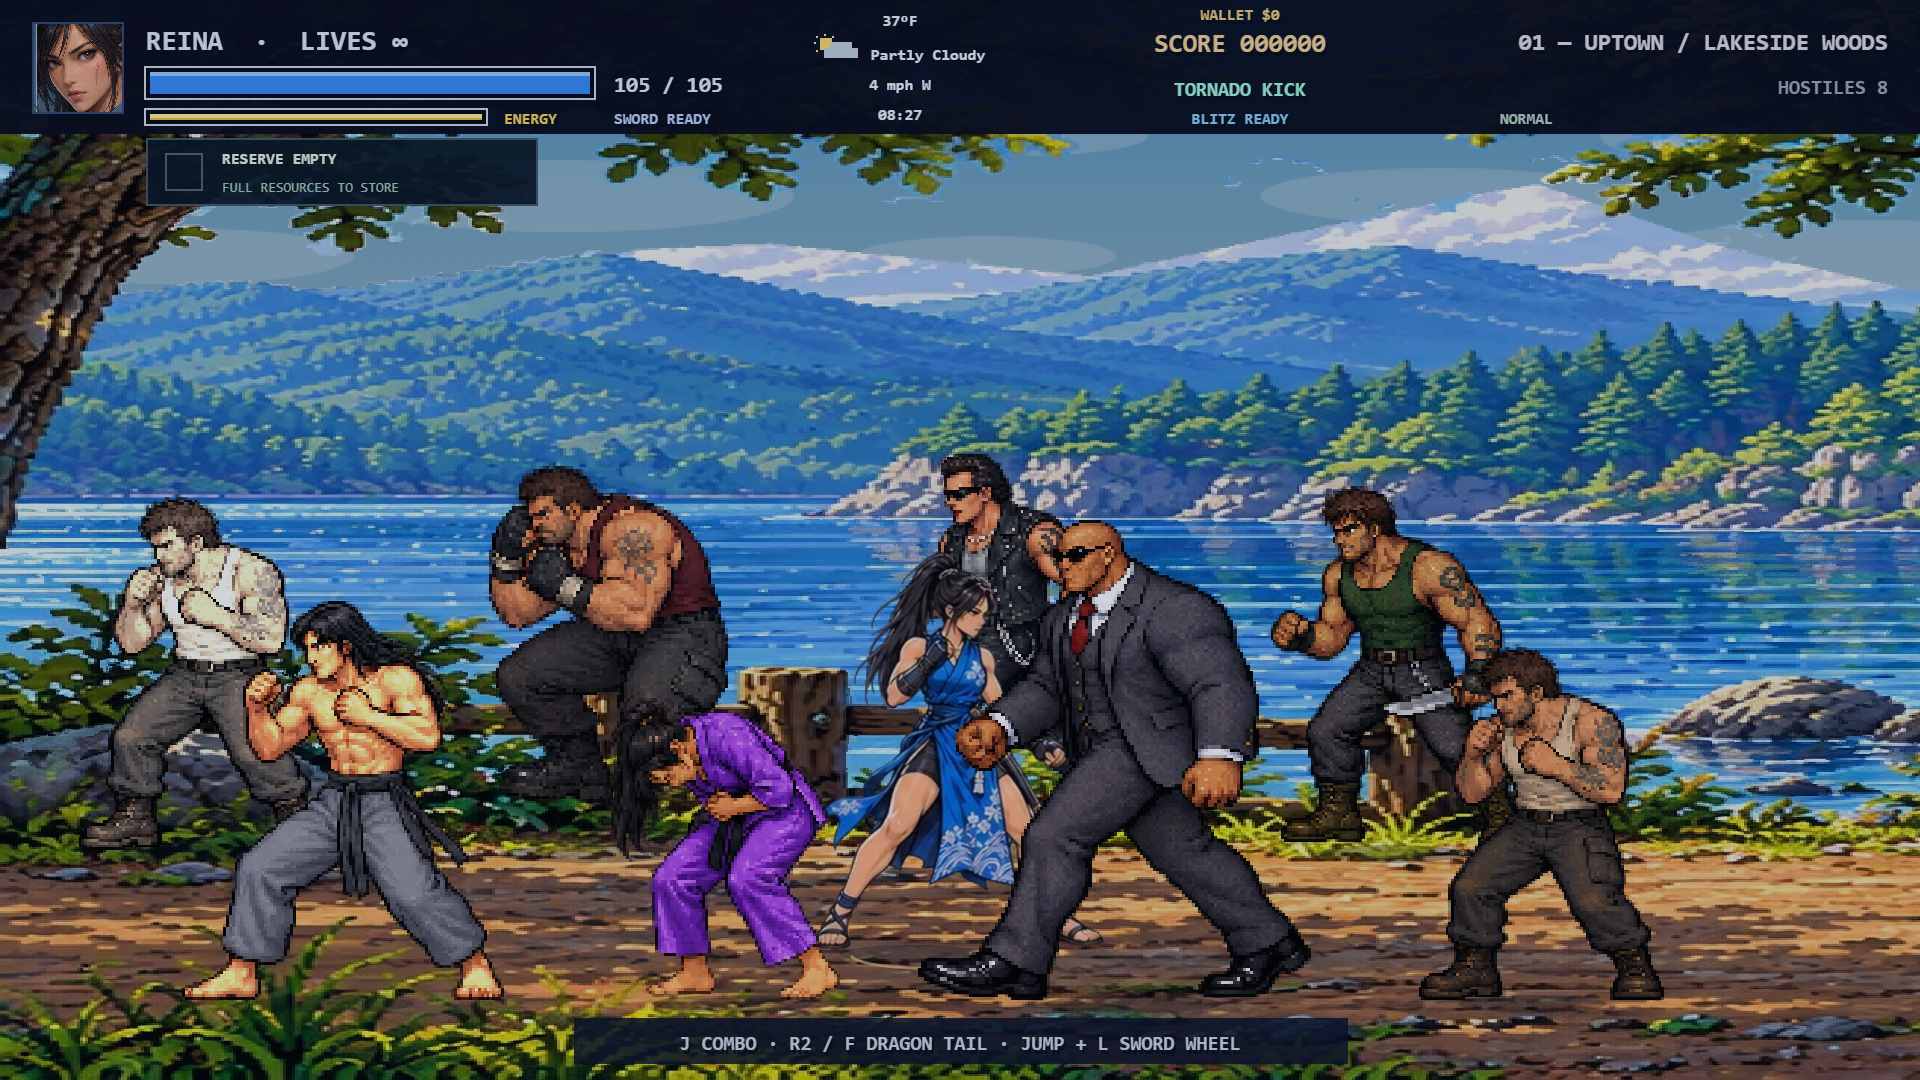 REINA · LIVES ∞
105 / 105
ENERGY
SWORD READY
RESERVE EMPTY
FULL RESOURCES TO STORE
37ºF
Partly Cloudy
4 mph W
08:27
WALLET $0
SCORE 000000
TORNADO KICK
BLITZ READY
01 — UPTOWN / LAKESIDE WOODS
HOSTILES 8
NORMAL
J COMBO · R2 / F DRAGON TAIL · JUMP + L SWORD WHEEL